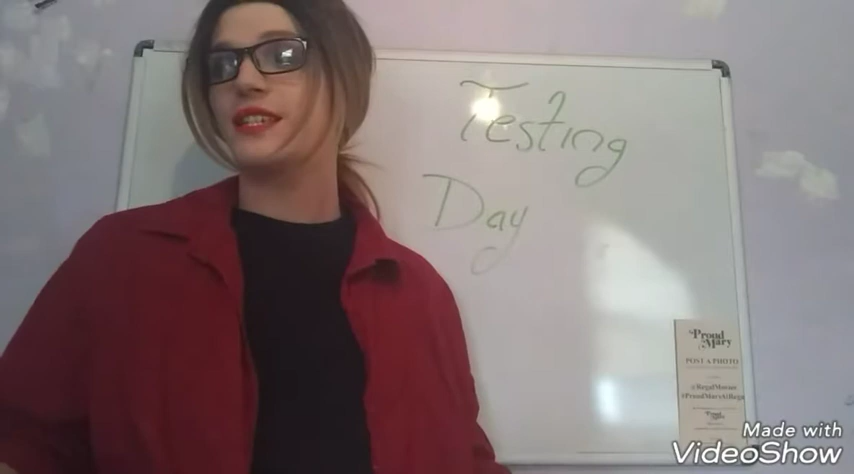 Testing
Day
Proud
Mary
POST A PHOTO
Made with
VideoShow